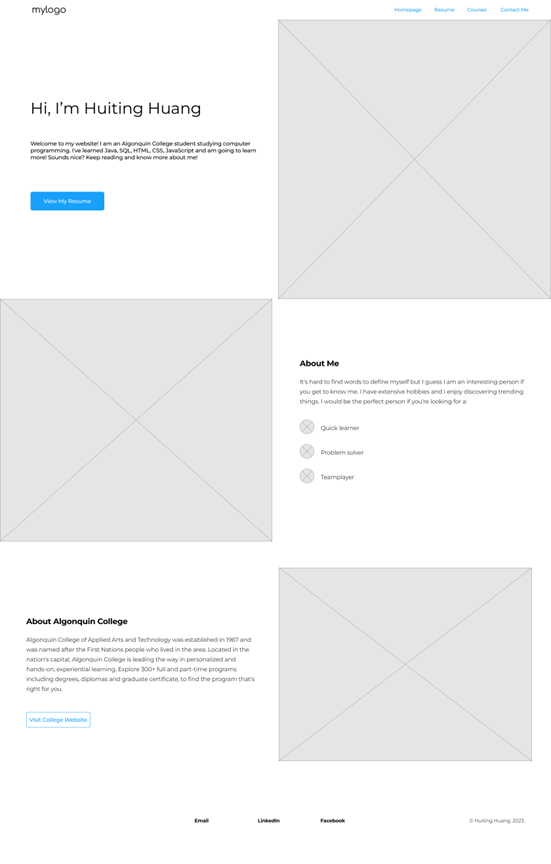 mylogo
Homepage Resume Courses Contact Me
Hi, I'm Huiting Huang
Welcome to my website! I am an Algonquin College student studying computer
programming. I've learned Java, SQL, HTML, CSS, JavaScript and am going to learn
more! Sounds nice? Keep reading and know more about me!
View My Resume
About Me
It's hard to find words to define myself but I guess I am an interesting person if
you get to know me. I have extensive hobbies and I enjoy discovering trending
things. I would be the perfect person if you're looking for a:
Quick learner
Problem solver
Teamplayer
About Algonquin College
Algonquin College of Applied Arts and Technology was established in 1967 and
was named after the First Nations people who lived in the area. Located in the
nation's capital, Algonquin College is leading the way in personalized and
hands-on, experiential learning. Explore 300+ full and part-time programs
including degrees, diplomas and graduate certificate, to find the program that's
right for you.
Visit College Website
Email LinkedIn Facebook © Huiting Huang. 2023.